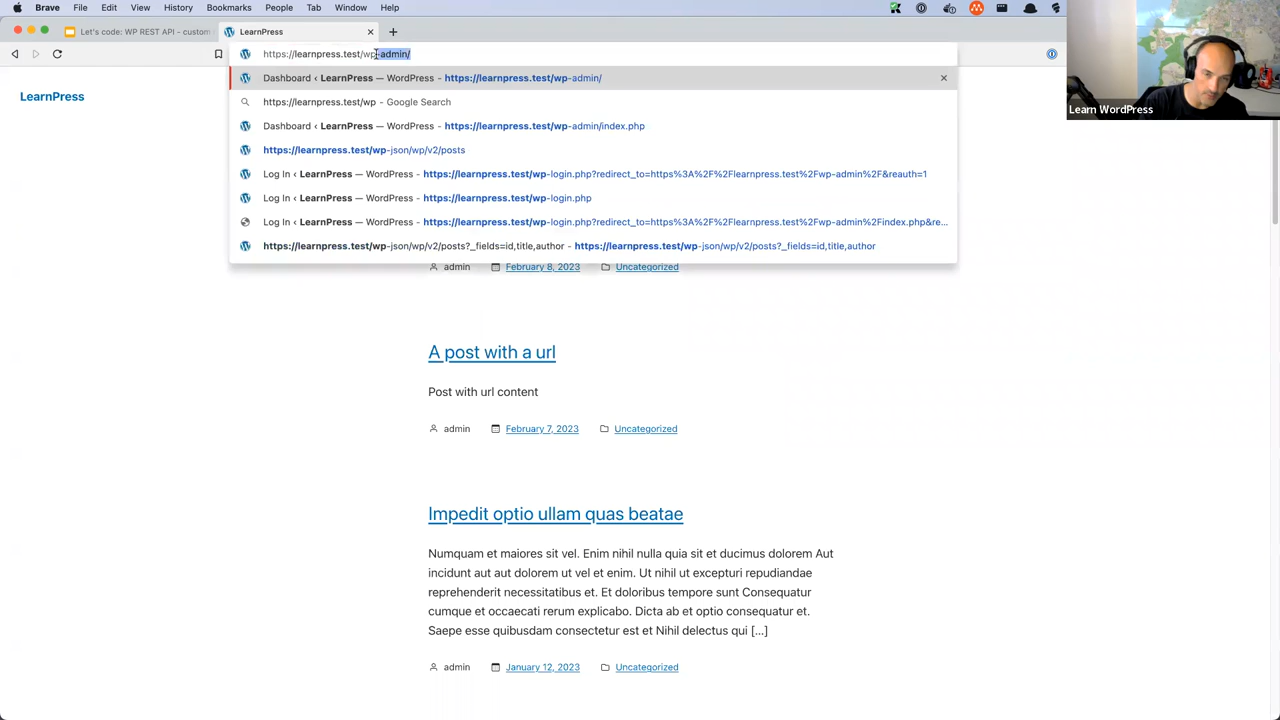 Brave File Edit View History Bookmarks People Tab Window Help
Let's code: WP REST API - custom
LearnPress
https://learnpress.test/wp-admin/
Dashboard ‹ LearnPress — WordPress - https://learnpress.test/wp-admin/
https://learnpress.test/wp - Google Search
Dashboard ‹ LearnPress — WordPress - https://learnpress.test/wp-admin/index.php
https://learnpress.test/wp-json/wp/v2/posts
Log In ‹ LearnPress — WordPress - https://learnpress.test/wp-login.php?redirect_to=https%3A%2F%2Flearnpress.test%2Fwp-admin%2F&reauth=1
Log In ‹ LearnPress — WordPress - https://learnpress.test/wp-login.php
Log In ‹ LearnPress — WordPress - https://learnpress.test/wp-login.php?redirect_to=https%3A%2F%2Flearnpress.test%2Fwp-admin%2Findex.php&re...
https://learnpress.test/wp-json/wp/v2/posts?_fields=id,title,author - https://learnpress.test/wp-json/wp/v2/posts?_fields=id,title,author
Learn WordPress
LearnPress
admin February 8, 2023 Uncategorized
A post with a url
Post with url content
admin February 7, 2023 Uncategorized
Impedit optio ullam quas beatae
Numquam et maiores sit vel. Enim nihil nulla quia sit et ducimus dolorem Aut
incidunt aut aut dolorem ut vel et enim. Ut nihil ut excepturi repudiandae
reprehenderit necessitatibus et. Et doloribus tempore sunt Consequatur
cumque et occaecati rerum explicabo. Dicta ab et optio consequatur et.
Saepe esse quibusdam consectetur est et Nihil delectus qui […]
admin January 12, 2023 Uncategorized